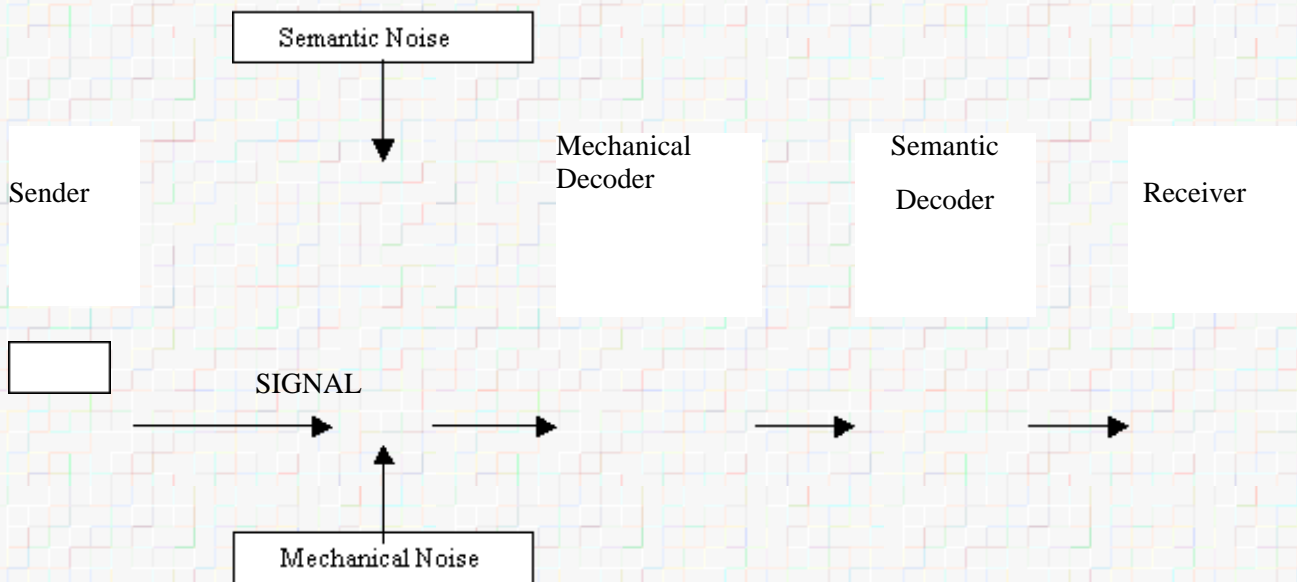 Semantic Noise
Sender
Mechanical
Decoder
Semantic
Decoder
Receiver
SIGNAL
Mechanical Noise